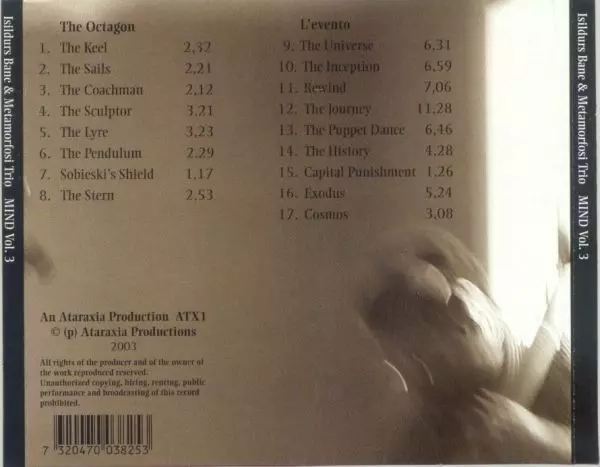 Isildurs Bane & Metamorfosi Trio MIND Vol. 3
The Octagon
1. The Keel 2,32
2. The Sails 2,21
3. The Coachman 2,12
4. The Sculptor 3,21
5. The Lyre 3,23
6. The Pendulum 2.29
7. Sobieski's Shield 1,17
8. The Stern 2,53
L'evento
9. The Universe 6,31
10. The Inception 6,59
11. Rewind 7,06
12. The Journey 11,28
13. The Puppet Dance 6,46
14. The History 4,28
15. Capital Punishment 1,26
16. Exodus 5,24
17. Cosmos 3,08
An Ataraxia Production ATX1
© (p) Ataraxia Productions
2003
All rights of the producer and of the owner of
the work reproduced reserved.
Unauthorized copying, hiring, renting, public
performance and broadcasting of this record
prohibited.
7 320470 038253
Isildurs Bane & Metamorfosi Trio MIND Vol. 3